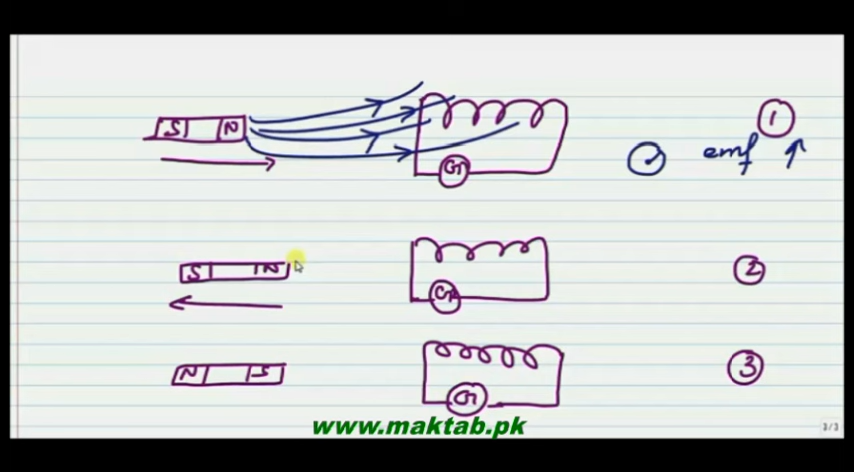 S N
G
1
emf ↑
S N
G
2
N S
G
3
www.maktab.pk
3/3